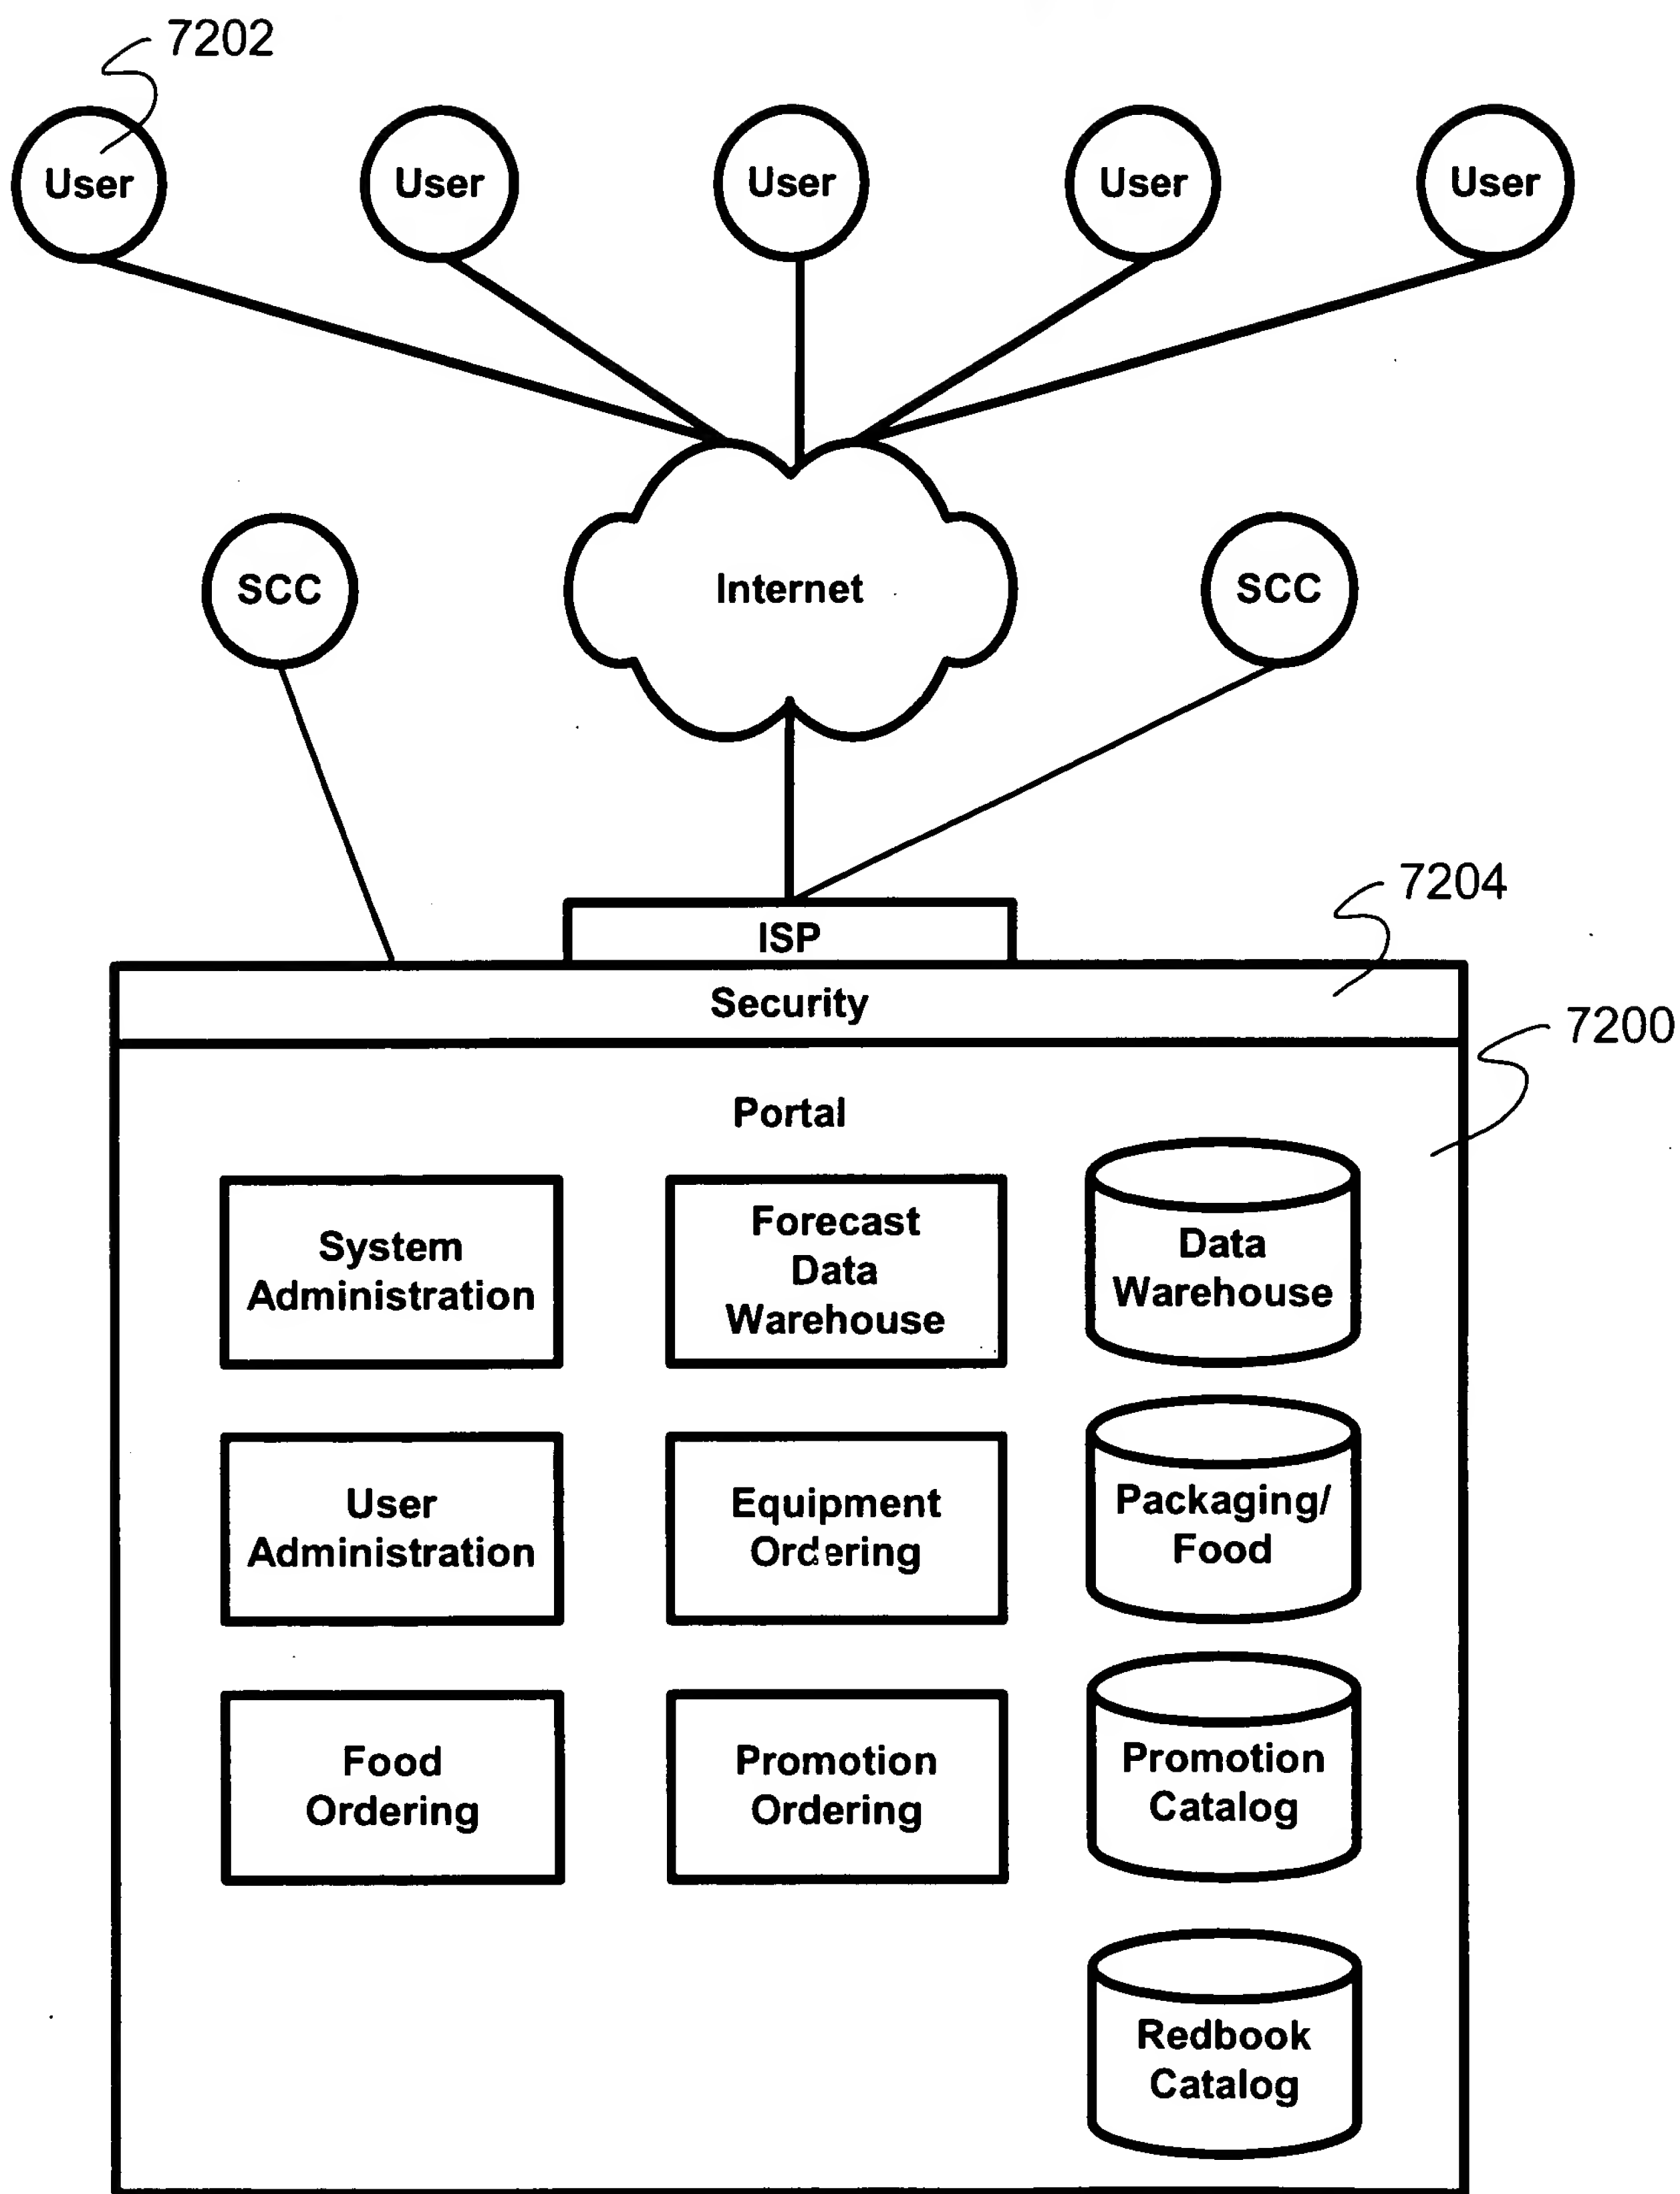 7202
User
User
User
User
User
SCC
Internet
SCC
7204
ISP
Security
7200
Portal
System
Administration
Forecast
Data
Warehouse
Data
Warehouse
User
Administration
Equipment
Ordering
Packaging/
Food
Food
Ordering
Promotion
Ordering
Promotion
Catalog
Redbook
Catalog